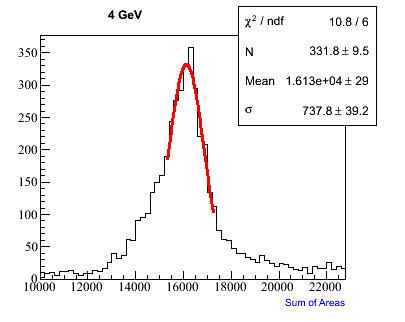 4 GeV
χ² / ndf 10.8 / 6
N 331.8 ± 9.5
Mean 1.613e+04 ± 29
σ 737.8 ± 39.2
350
300
250
200
150
100
50
0
10000 12000 14000 16000 18000 20000 22000
Sum of Areas